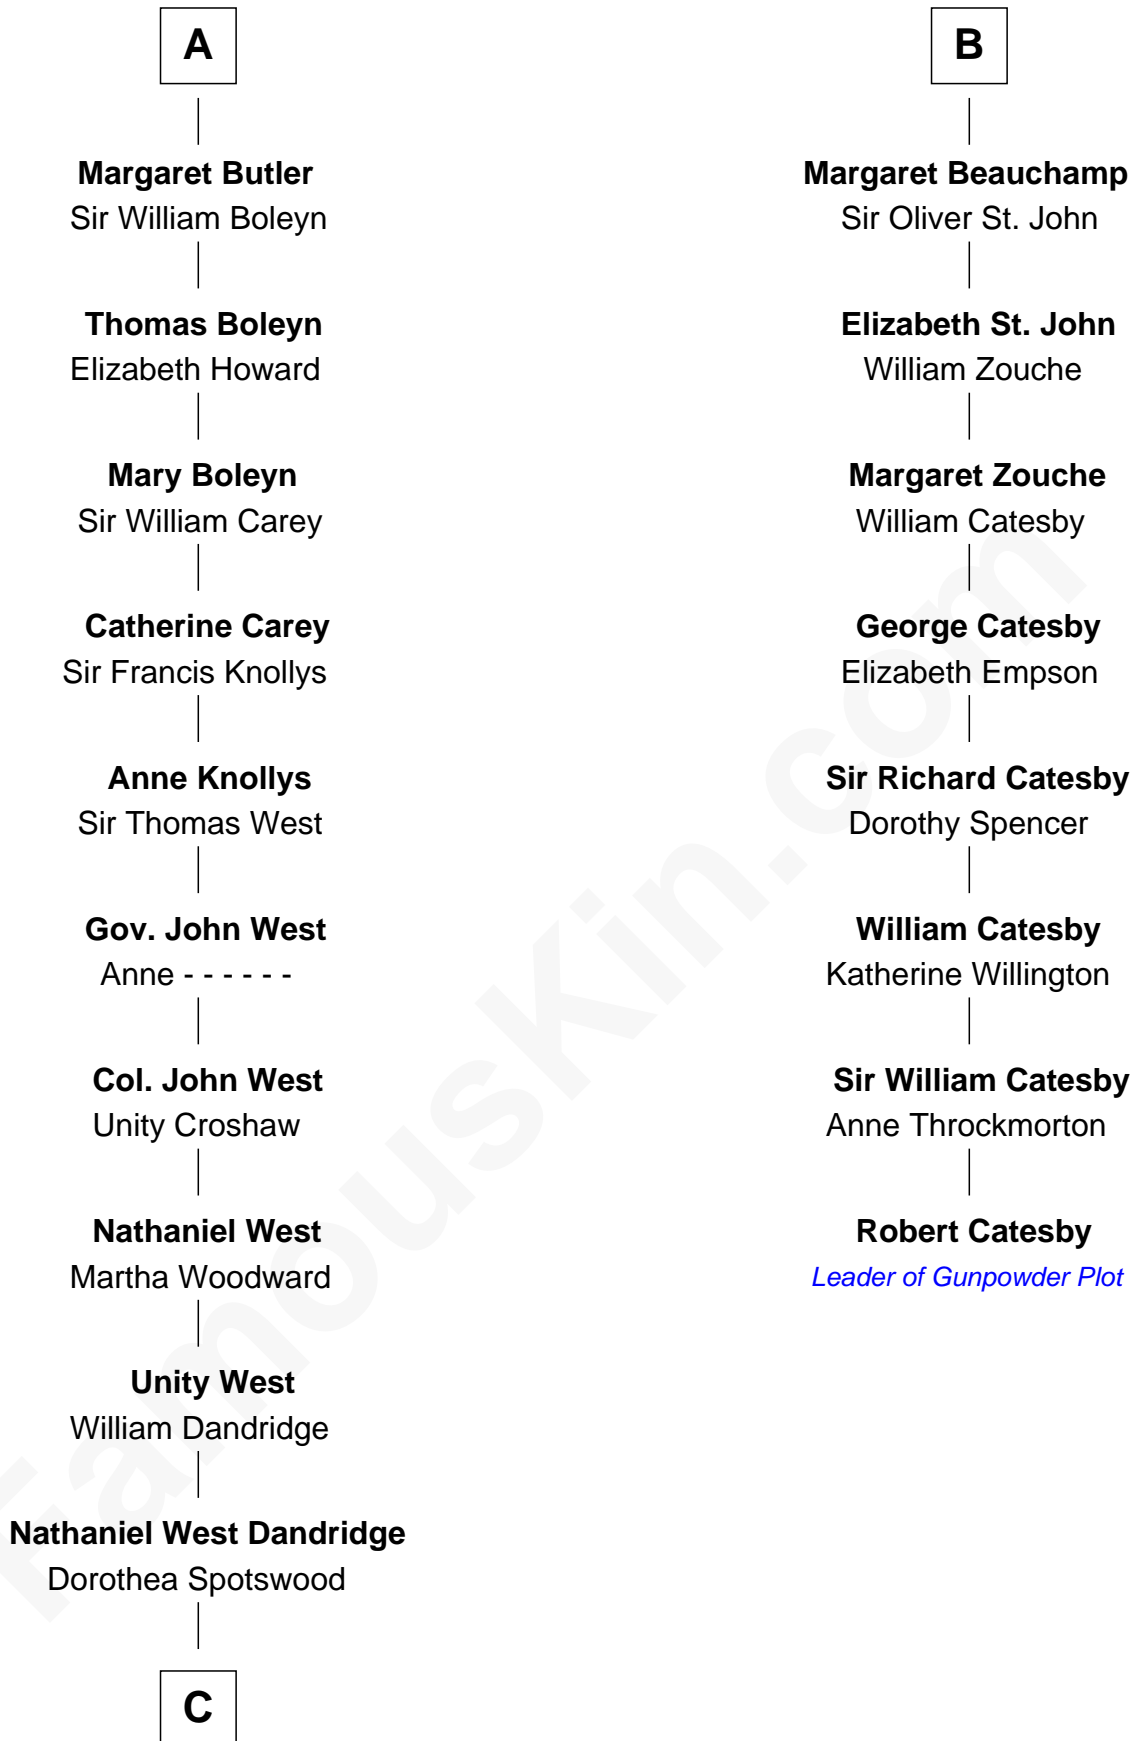 A
Margaret Butler
Sir William Boleyn
Thomas Boleyn
Elizabeth Howard
Mary Boleyn
Sir William Carey
Catherine Carey
Sir Francis Knollys
Anne Knollys
Sir Thomas West
Gov. John West
Anne - - - - - -
Col. John West
Unity Croshaw
Nathaniel West
Martha Woodward
Unity West
William Dandridge
Nathaniel West Dandridge
Dorothea Spotswood
C
B
Margaret Beauchamp
Sir Oliver St. John
Elizabeth St. John
William Zouche
Margaret Zouche
William Catesby
George Catesby
Elizabeth Empson
Sir Richard Catesby
Dorothy Spencer
William Catesby
Katherine Willington
Sir William Catesby
Anne Throckmorton
Robert Catesby
Leader of Gunpowder Plot
FamousKin.com